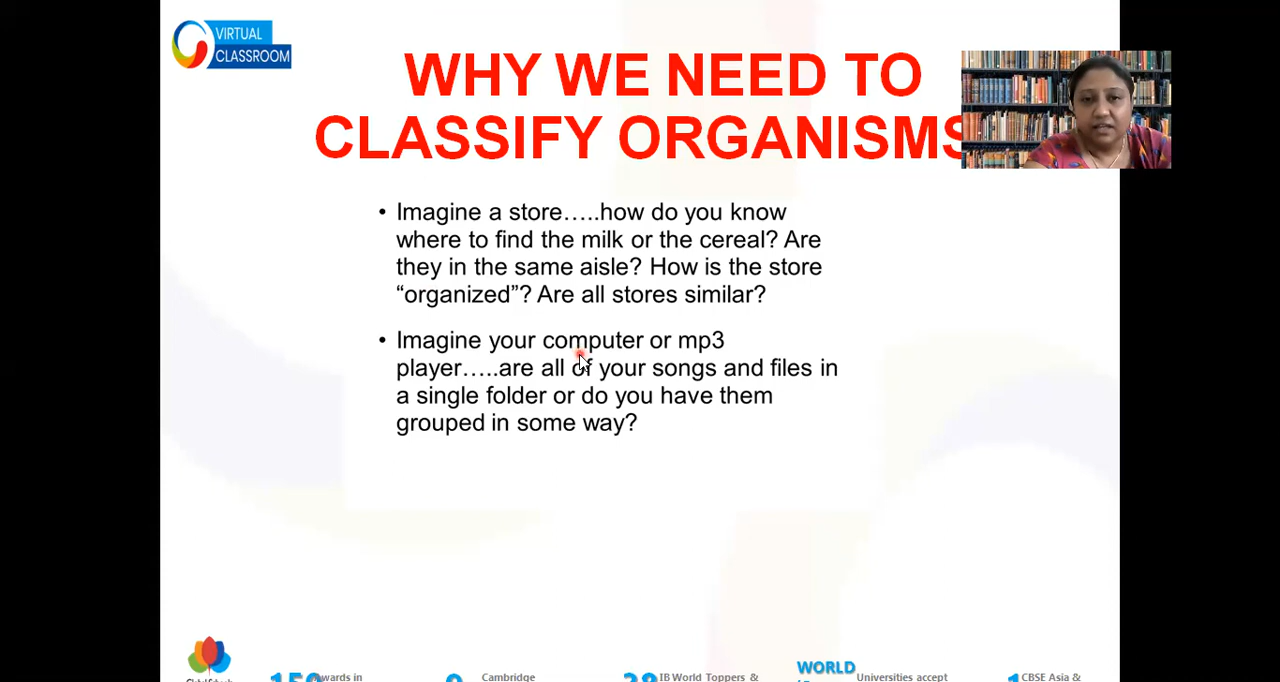 VIRTUAL
CLASSROOM
WHY WE NEED TO
CLASSIFY ORGANISMS
• Imagine a store…..how do you know
where to find the milk or the cereal? Are
they in the same aisle? How is the store
“organized”? Are all stores similar?
• Imagine your computer or mp3
player…..are all of your songs and files in
a single folder or do you have them
grouped in some way?
Awards in
Cambridge
IB World Toppers &
WORLD
Universities accept
CBSE Asia &